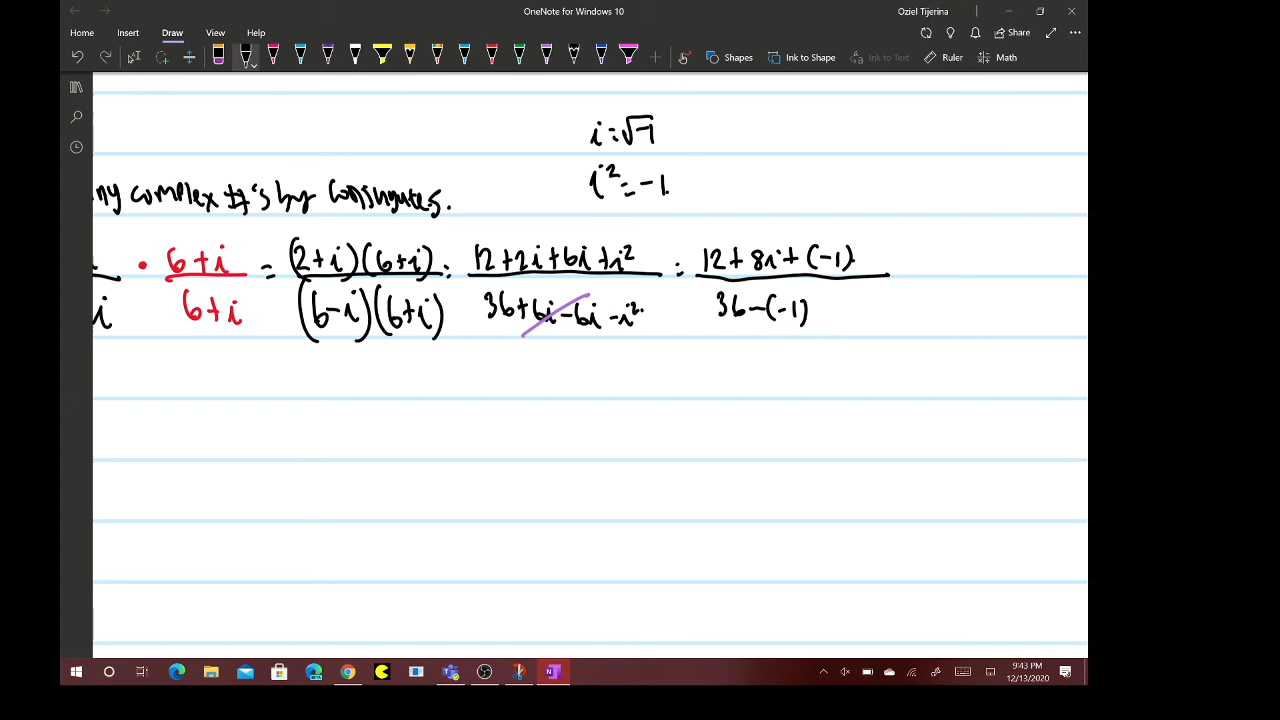 OneNote for Windows 10
Oziel Tijerina
Home Insert Draw View Help
Share
Shapes Ink to Shape Ink to Text Ruler Math
i = √-1
i² = -1.
ny complex #'s by conjugates.
• 6+i = (2+i)(6+i) = 12+2i+6i+i² = 12+8i+(-1)
i 6+i (6-i)(6+i) 36+6i-6i-i² 36-(-1)
9:43 PM
12/13/2020